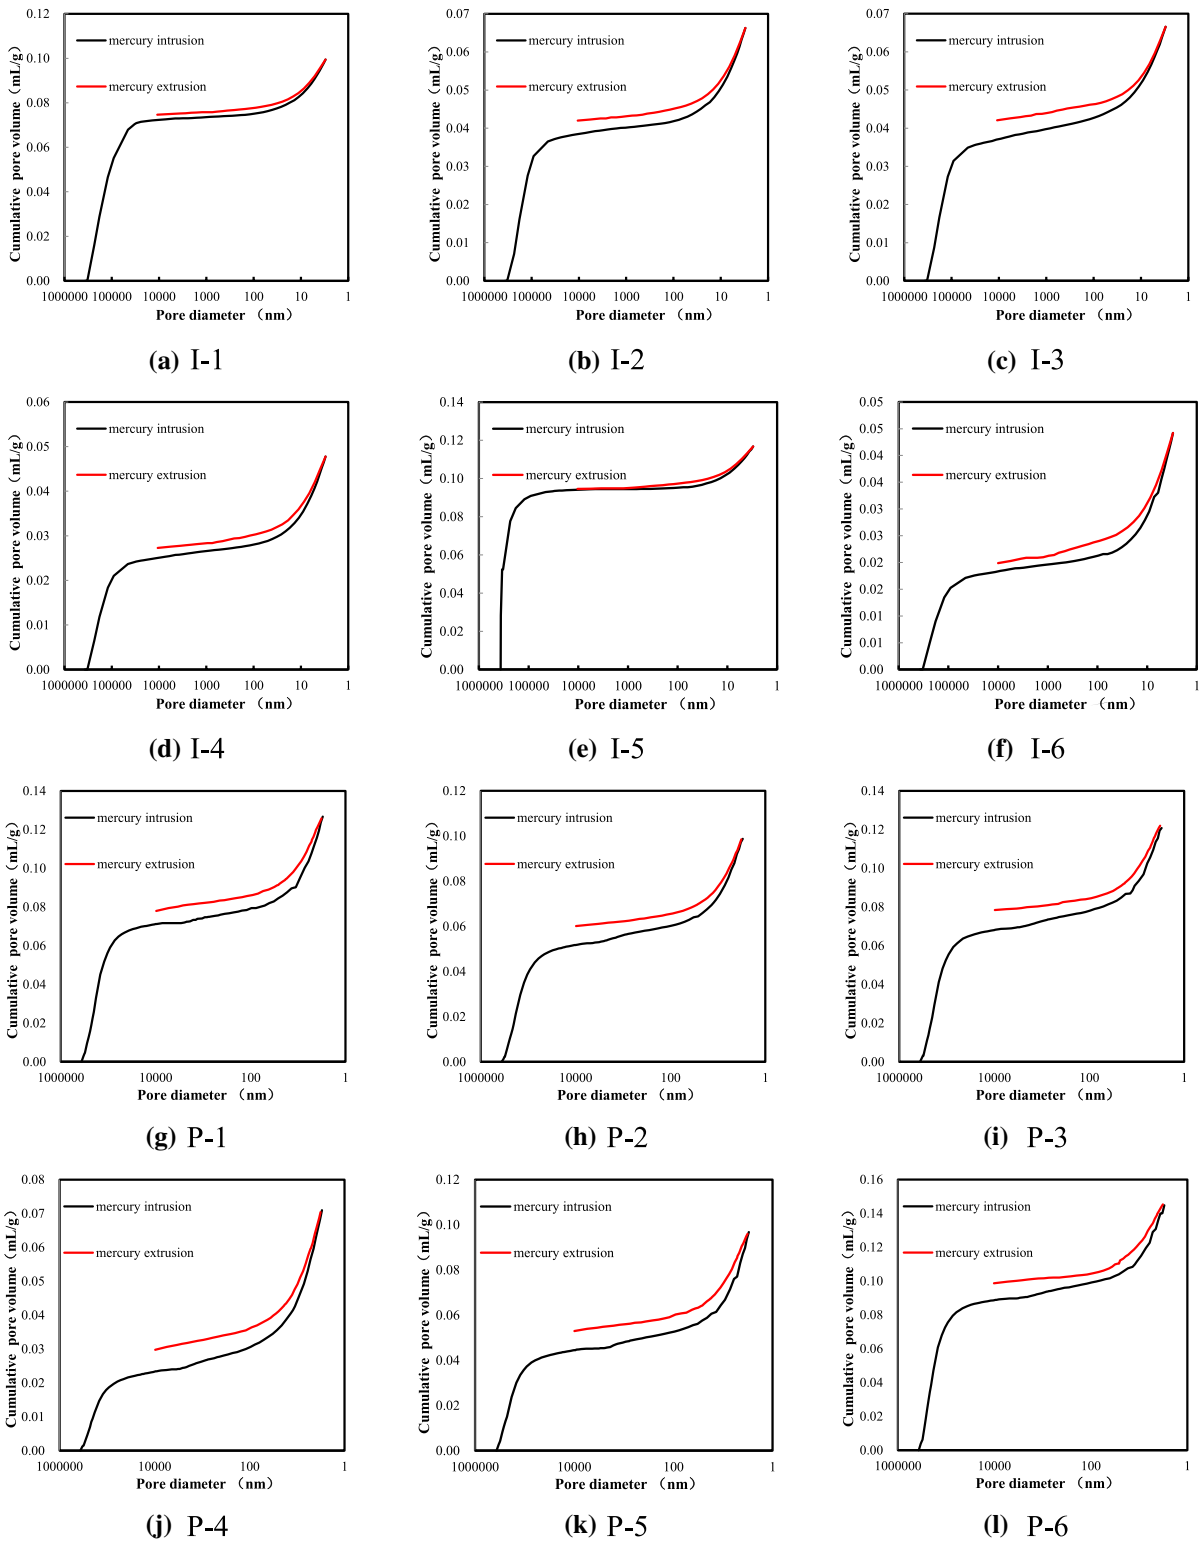 0.12
0.10
0.08
0.06
0.04
0.02
0.00
Cumulative pore volume（mL/g）
mercury intrusion
mercury extrusion
1000000 100000 10000 1000 100 10 1
Pore diameter （nm）
(a) I-1
0.07
0.06
0.05
0.04
0.03
0.02
0.01
0.00
Cumulative pore volume（mL/g）
mercury intrusion
mercury extrusion
1000000 100000 10000 1000 100 10 1
Pore diameter （nm）
(b) I-2
0.07
0.06
0.05
0.04
0.03
0.02
0.01
0.00
Cumulative pore volume（mL/g）
mercury intrusion
mercury extrusion
1000000 100000 10000 1000 100 10 1
Pore diameter （nm）
(c) I-3
0.06
0.05
0.04
0.03
0.02
0.01
0.00
Cumulative pore volume（mL/g）
mercury intrusion
mercury extrusion
1000000 100000 10000 1000 100 10 1
Pore diameter （nm）
(d) I-4
0.14
0.12
0.10
0.08
0.06
0.04
0.02
0.00
Cumulative pore volume（mL/g）
mercury intrusion
mercury extrusion
1000000 100000 10000 1000 100 10 1
Pore diameter （nm）
(e) I-5
0.05
0.05
0.04
0.04
0.03
0.03
0.02
0.02
0.01
0.01
0.00
Cumulative pore volume（mL/g）
mercury intrusion
mercury extrusion
1000000 100000 10000 1000 100 10 1
Pore diameter （nm）
(f) I-6
0.14
0.12
0.10
0.08
0.06
0.04
0.02
0.00
Cumulative pore volume（mL/g）
mercury intrusion
mercury extrusion
1000000 10000 100 1
Pore diameter （nm）
(g) P-1
0.12
0.10
0.08
0.06
0.04
0.02
0.00
Cumulative pore volume（mL/g）
mercury intrusion
mercury extrusion
1000000 10000 100 1
Pore diameter （nm）
(h) P-2
0.14
0.12
0.10
0.08
0.06
0.04
0.02
0.00
Cumulative pore volume（mL/g）
mercury intrusion
mercury extrusion
1000000 10000 100 1
Pore diameter （nm）
(i) P-3
0.08
0.07
0.06
0.05
0.04
0.03
0.02
0.01
0.00
Cumulative pore volume（mL/g）
mercury intrusion
mercury extrusion
1000000 10000 100 1
Pore diameter （nm）
(j) P-4
0.12
0.10
0.08
0.06
0.04
0.02
0.00
Cumulative pore volume（mL/g）
mercury intrusion
mercury extrusion
1000000 10000 100 1
Pore diameter （nm）
(k) P-5
0.16
0.14
0.12
0.10
0.08
0.06
0.04
0.02
0.00
Cumulative pore volume（mL/g）
mercury intrusion
mercury extrusion
1000000 10000 100 1
Pore diameter （nm）
(l) P-6